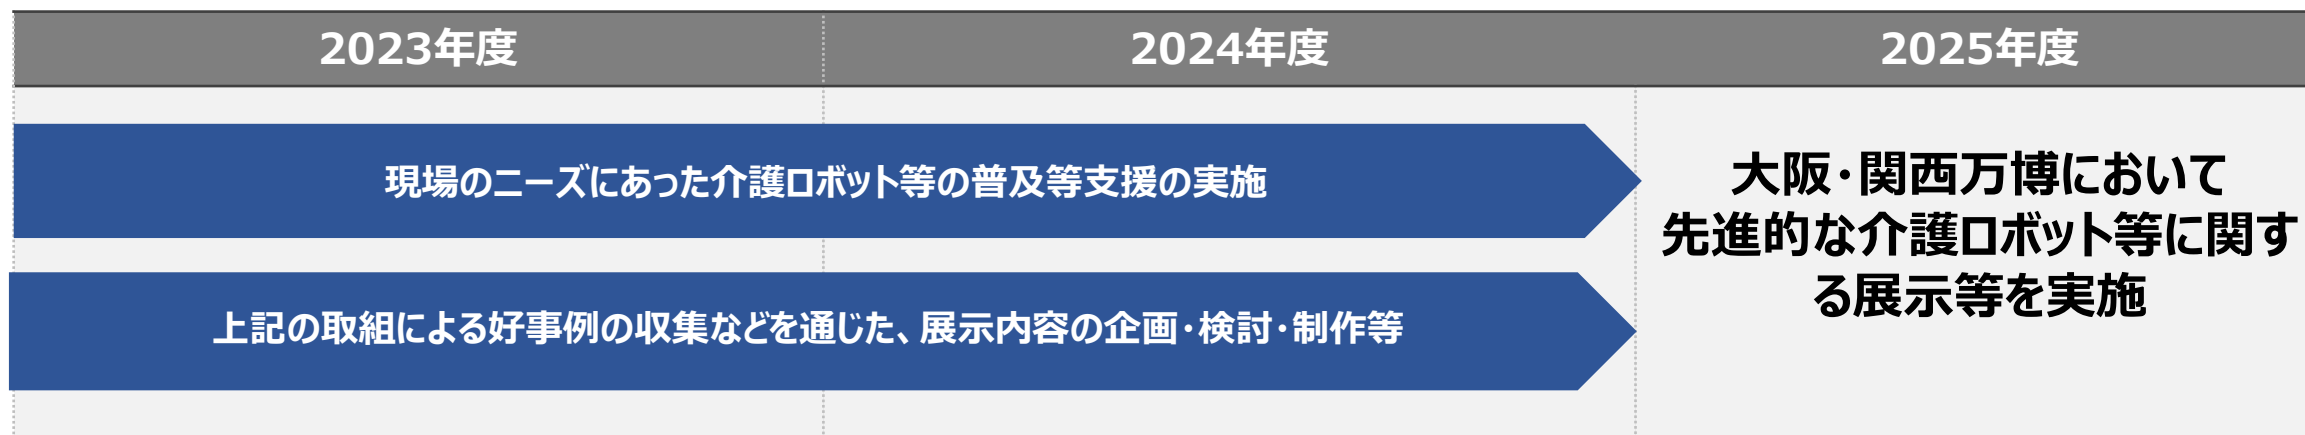 2023年度
2024年度
2025年度
現場のニーズにあった介護ロボット等の普及等支援の実施
上記の取組による好事例の収集などを通じた、展示内容の企画・検討・制作等
大阪・関西万博において
先進的な介護ロボット等に関す
る展示等を実施